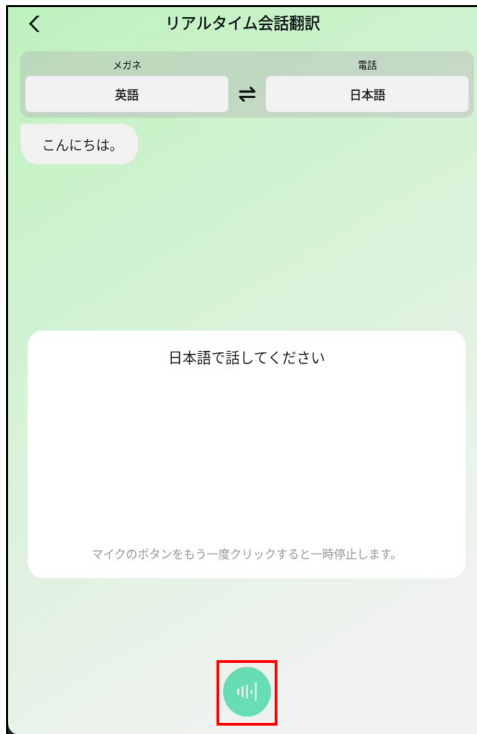 リアルタイム会話翻訳
メガネ
電話
英語
日本語
こんにちは。
日本語で話してください
マイクのボタンをもう一度クリックすると一時停止します。